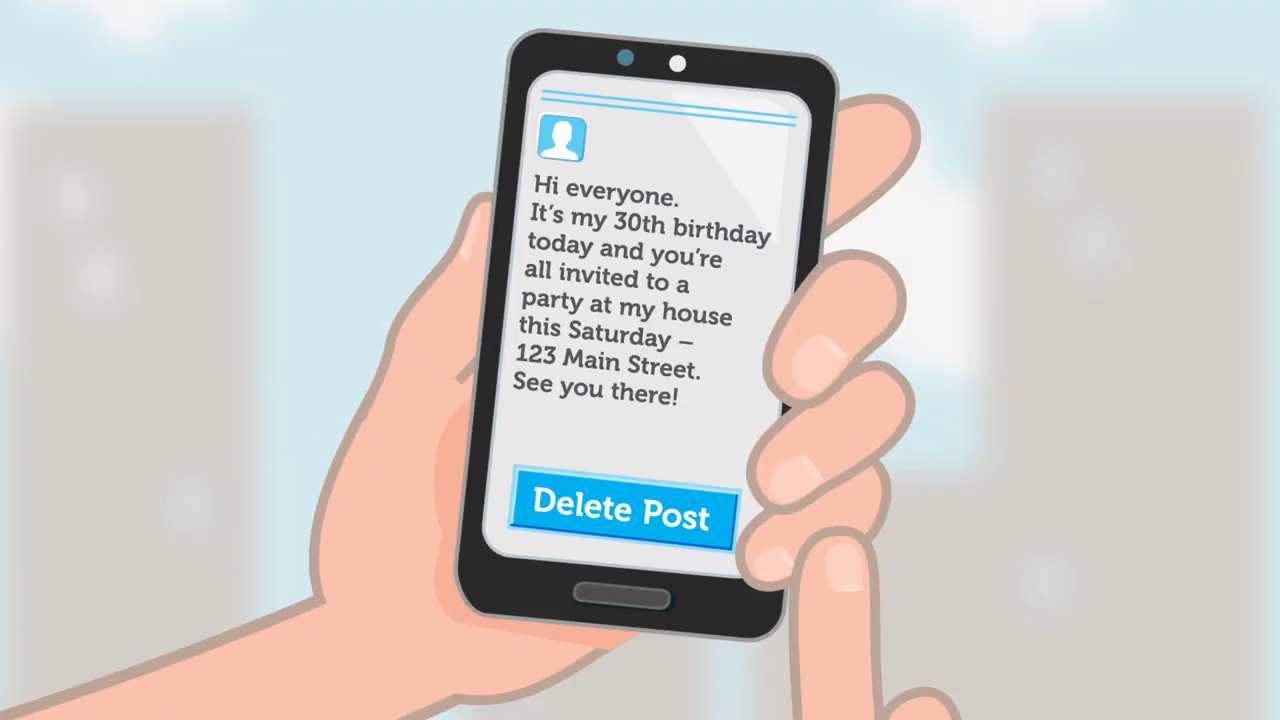 Hi everyone.
It's my 30th birthday
today and you're
all invited to a
party at my house
this Saturday –
123 Main Street.
See you there!
Delete Post